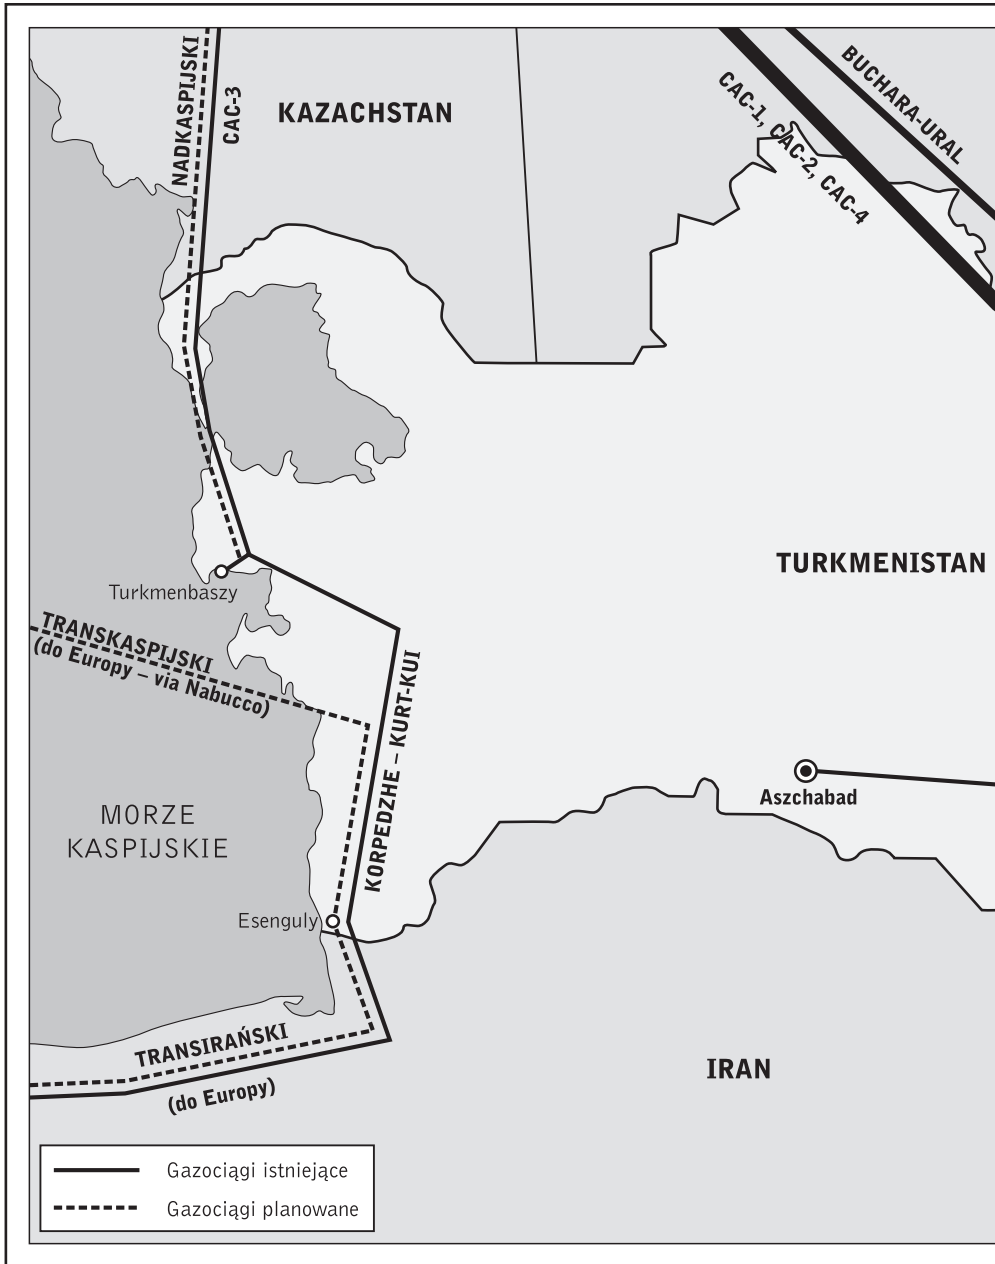 NADKASPIJSKI
CAC-3
KAZACHSTAN
BUCHARA-URAL
CAC-1, CAC-2, CAC-4
TURKMENISTAN
Turkmenbaszy
TRANSKASPIJSKI
(do Europy – via Nabucco)
KORPEDZHE – KURT-KUI
Aszchabad
MORZE
KASPIJSKIE
Esenguly
TRANSIRAŃSKI
(do Europy)
IRAN
Gazociągi istniejące
Gazociągi planowane